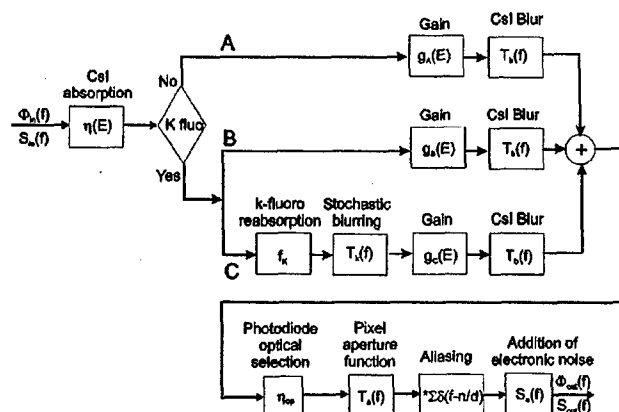 A
Gain
CsI Blur
gA(E)
Tb(f)
No
CsI
absorption
Φin(f)
Sin(f)
η(E)
K fluo
B
Gain
CsI Blur
gB(E)
Tb(f)
+
Yes
k-fluoro
reabsorption
Stochastic
blurring
Gain
CsI Blur
C
fK
Tk(f)
gC(E)
Tb(f)
Photodiode
optical
selection
Pixel
aperture
function
Aliasing
Addition of
electronic noise
ηop
Ta(f)
*Σδ(f-n/d)
Sa(f)
Φout(f)
Sout(f)